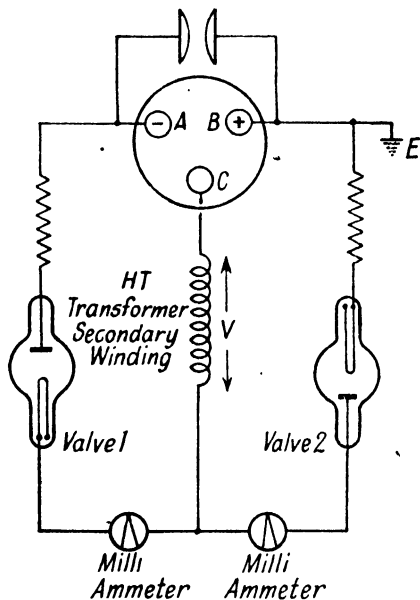 − A B +
E
C
HT
Transformer
Secondary
Winding
V
Valve 1
Valve 2
Milli
Ammeter
Milli
Ammeter